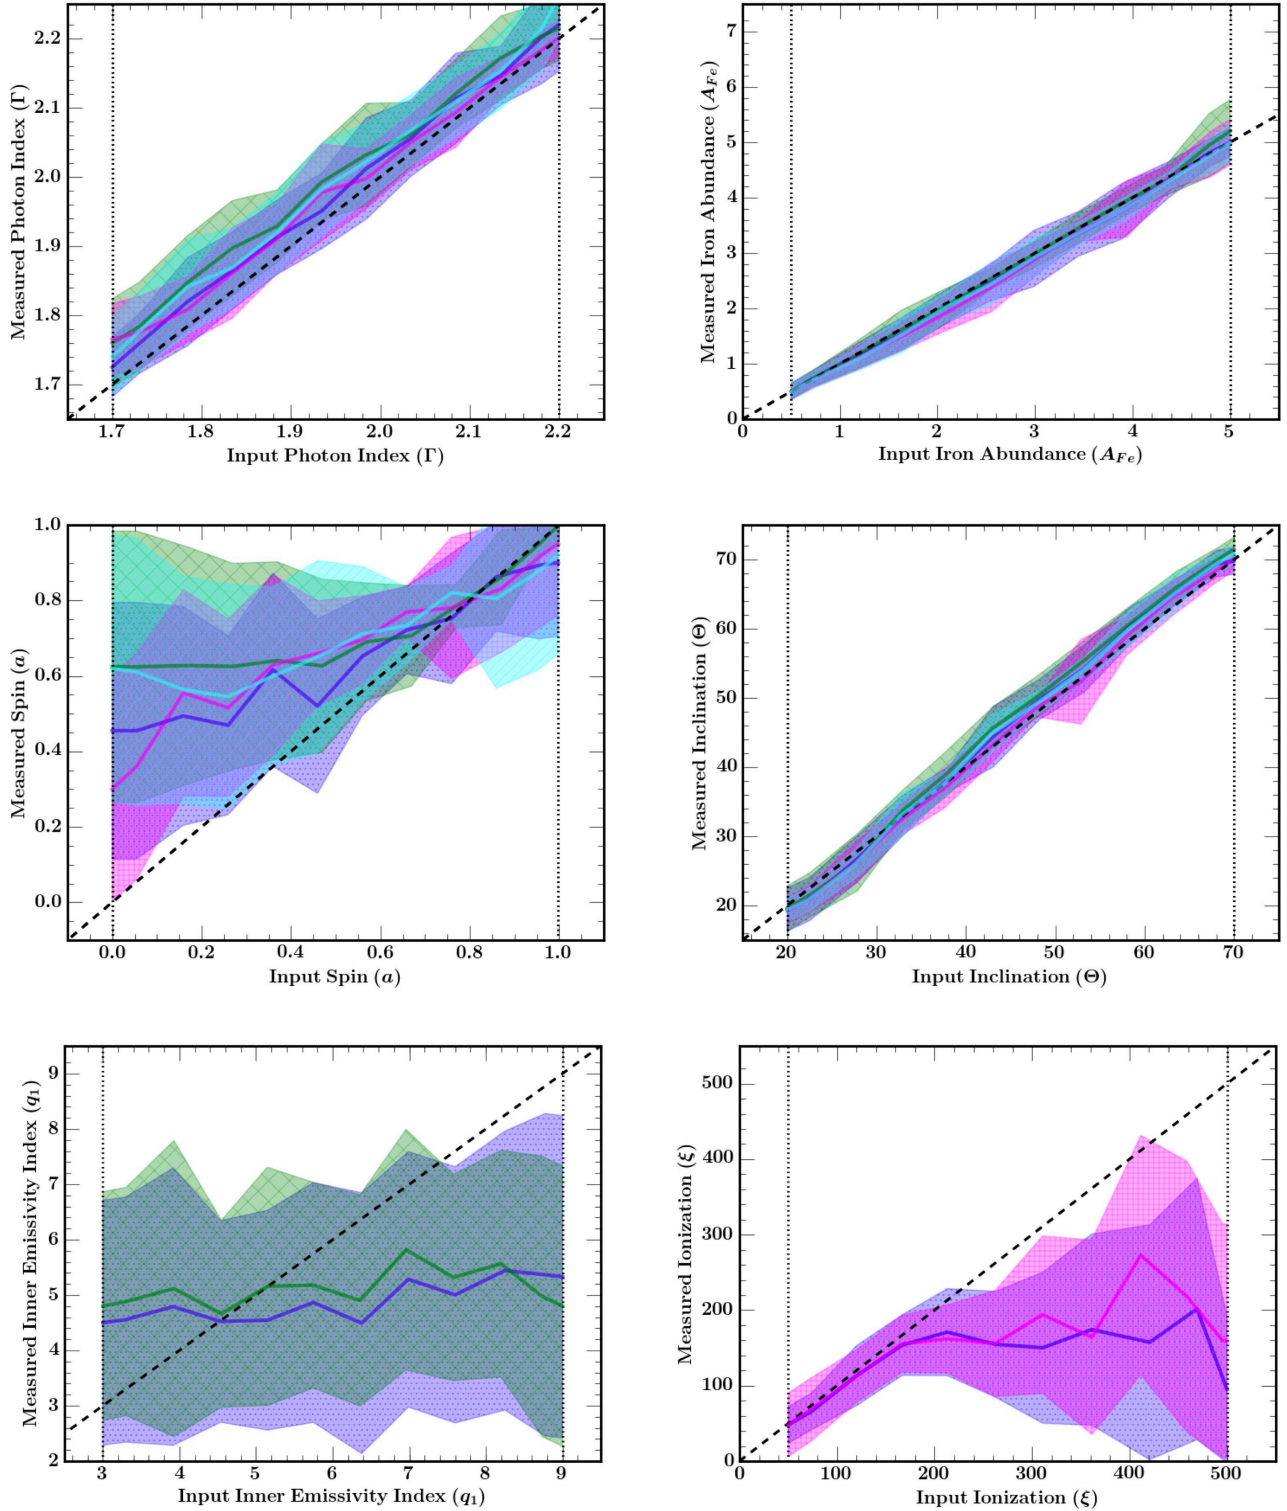 2.2
2.1
2.0
1.9
1.8
1.7
Measured Photon Index (Γ)
1.7 1.8 1.9 2.0 2.1 2.2
Input Photon Index (Γ)
7
6
5
4
3
2
1
0
Measured Iron Abundance (A_{Fe})
0 1 2 3 4 5
Input Iron Abundance (A_{Fe})
1.0
0.8
0.6
0.4
0.2
0.0
Measured Spin (a)
0.0 0.2 0.4 0.6 0.8 1.0
Input Spin (a)
70
60
50
40
30
20
Measured Inclination (Θ)
20 30 40 50 60 70
Input Inclination (Θ)
9
8
7
6
5
4
3
2
Measured Inner Emissivity Index (q₁)
3 4 5 6 7 8 9
Input Inner Emissivity Index (q₁)
500
400
300
200
100
0
Measured Ionization (ξ)
0 100 200 300 400 500
Input Ionization (ξ)